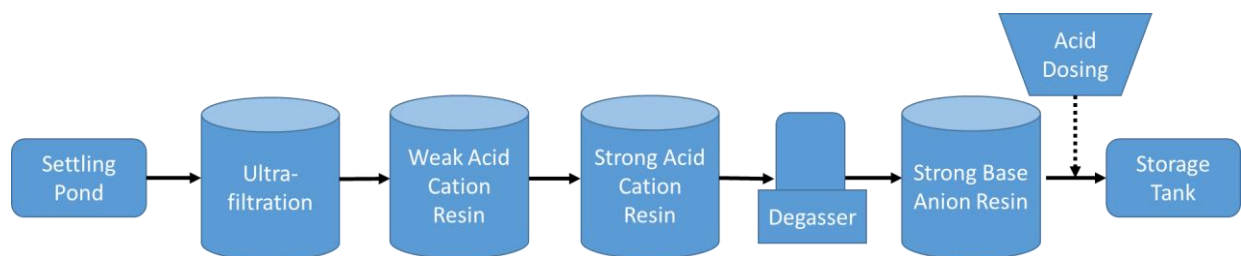 Settling
Pond
Ultra-
filtration
Weak Acid
Cation
Resin
Strong Acid
Cation
Resin
Degasser
Strong Base
Anion Resin
Acid
Dosing
Storage
Tank